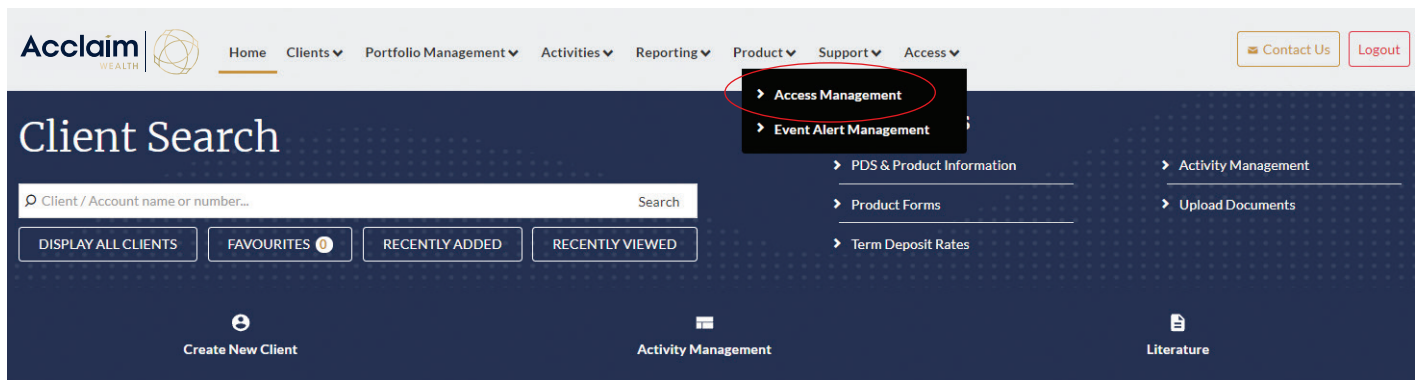 Acclaim
WEALTH
Home Clients Portfolio Management Activities Reporting Product Support Access
Contact Us Logout
Access Management
Event Alert Management
Client Search
PDS & Product Information
Activity Management
Client / Account name or number... Search
Product Forms
Upload Documents
DISPLAY ALL CLIENTS FAVOURITES 0 RECENTLY ADDED RECENTLY VIEWED
Term Deposit Rates
Create New Client Activity Management Literature